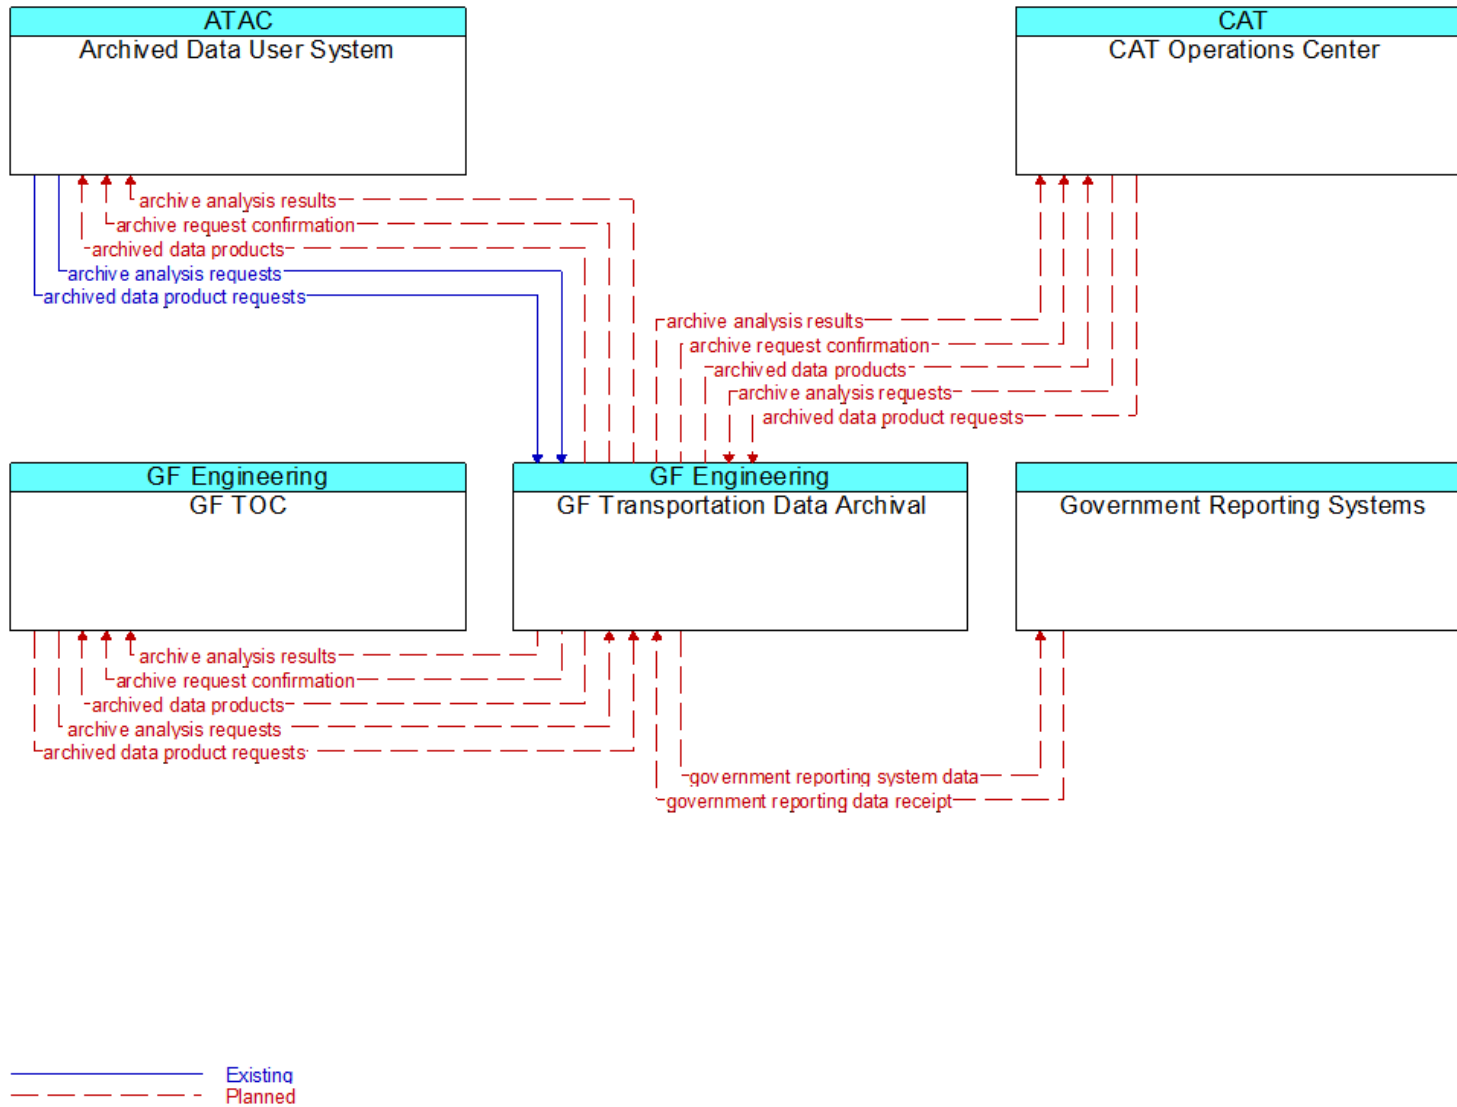 ATAC
Archived Data User System
CAT
CAT Operations Center
archive analysis results
archive request confirmation
archived data products
archive analysis requests
archived data product requests
archive analysis results
archive request confirmation
archived data products
archive analysis requests
archived data product requests
GF Engineering
GF TOC
GF Engineering
GF Transportation Data Archival
Government Reporting Systems
archive analysis results
archive request confirmation
archived data products
archive analysis requests
archived data product requests
government reporting system data
government reporting data receipt
Existing
Planned